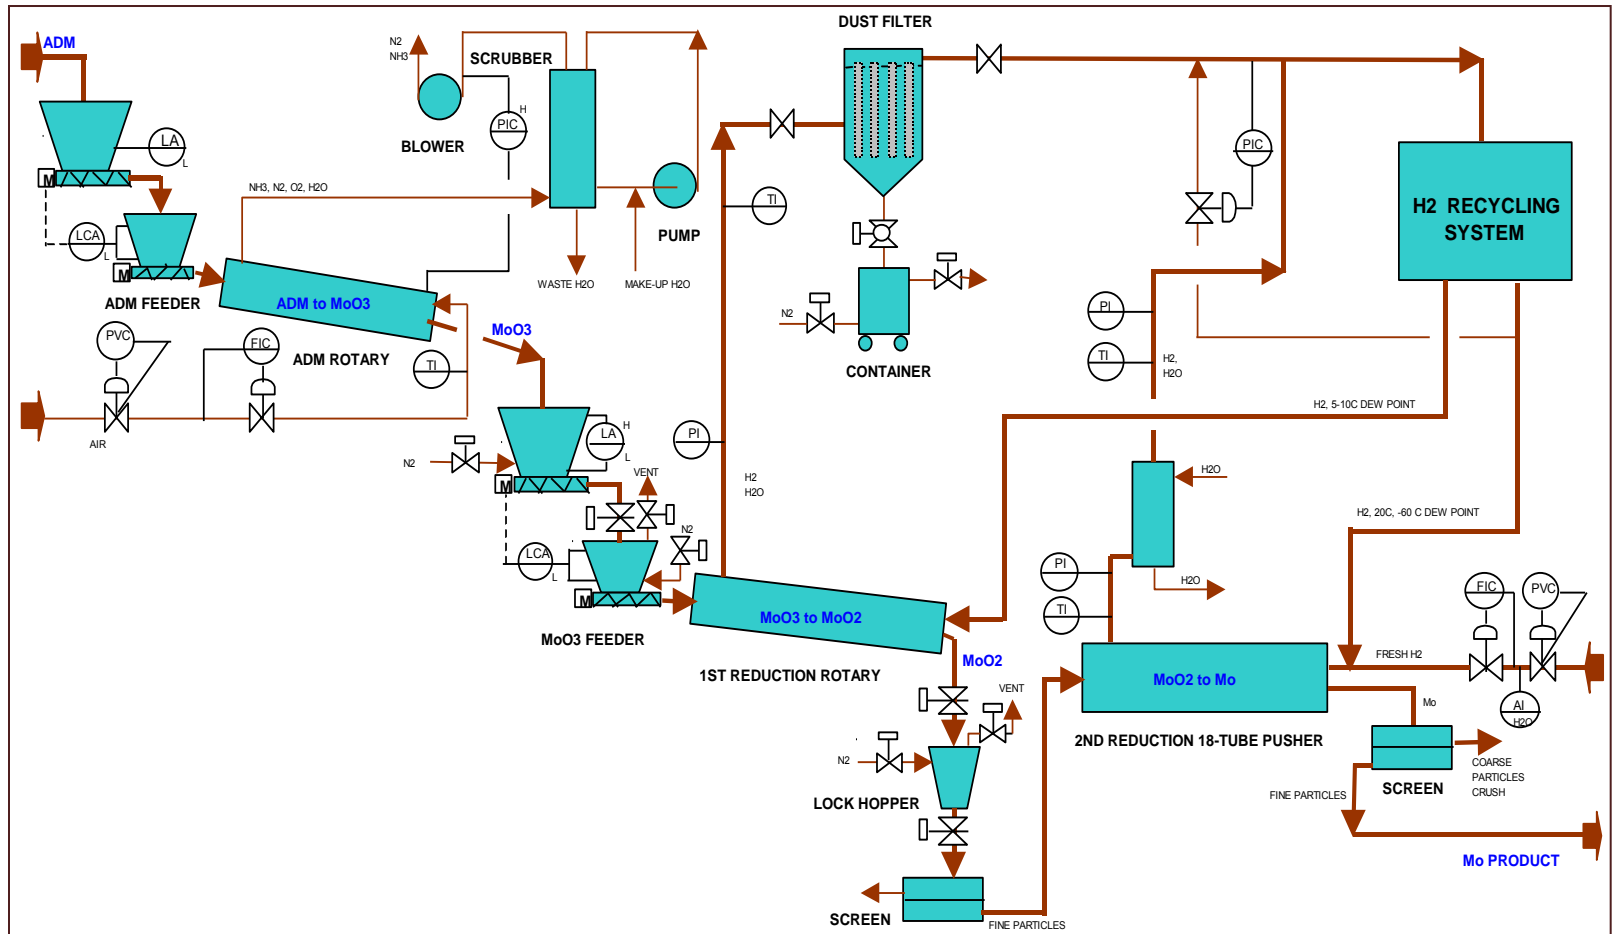 DUST FILTER
ADM
N2
NH3
SCRUBBER
H
PIC
LA
L
BLOWER
M
NH3, N2, O2, H2O
TI
PIC
H2 RECYCLING
SYSTEM
LCA
L
PUMP
M
WASTE H2O
MAKE-UP H2O
ADM FEEDER
ADM to MoO3
MoO3
N2
PI
PVC
FIC
ADM ROTARY
TI
CONTAINER
TI
H2,
H2O
H2, 5-10C DEW POINT
AIR
LA
H
L
PI
N2
VENT
H2O
M
H2
H2O
N2
H2, 20C, -60 C DEW POINT
LCA
L
PI
H2O
M
TI
FIC
PVC
MoO3 FEEDER
MoO3 to MoO2
MoO2
FRESH H2
1ST REDUCTION ROTARY
MoO2 to Mo
VENT
Mo
AI
H2O
2ND REDUCTION 18-TUBE PUSHER
N2
COARSE
PARTICLES
CRUSH
SCREEN
FINE PARTICLES
LOCK HOPPER
Mo PRODUCT
SCREEN
FINE PARTICLES